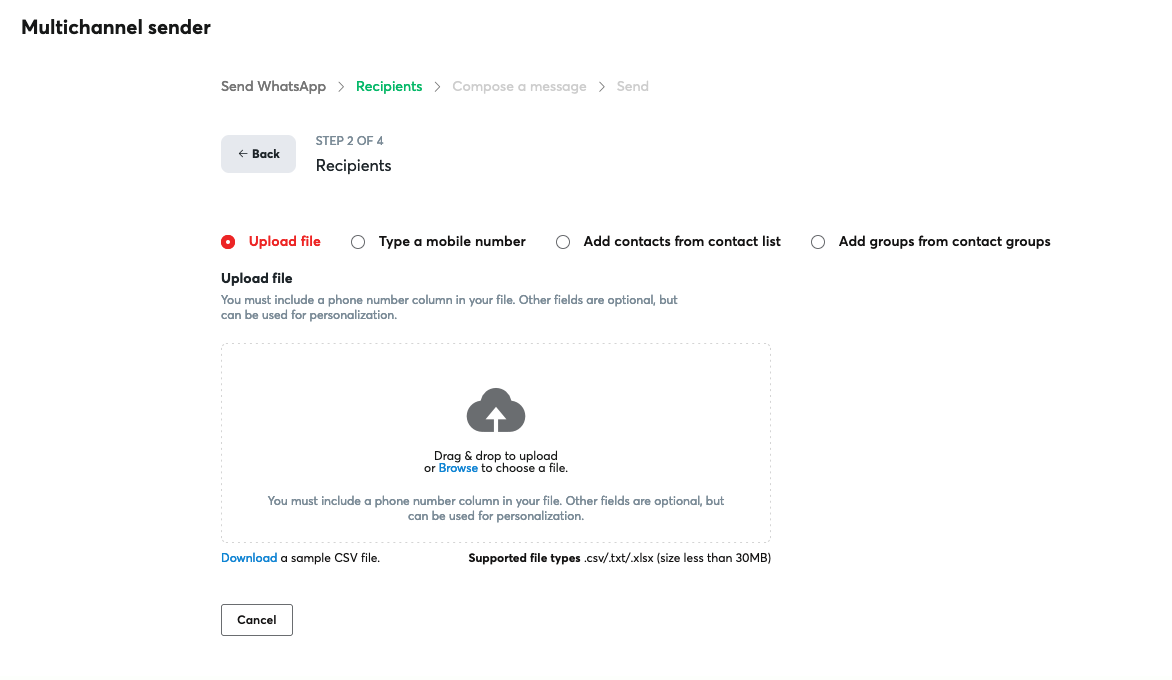 Multichannel sender
Send WhatsApp > Recipients > Compose a message > Send
← Back
STEP 2 OF 4
Recipients
Upload file Type a mobile number Add contacts from contact list Add groups from contact groups
Upload file
You must include a phone number column in your file. Other fields are optional, but
can be used for personalization.
Drag & drop to upload
or Browse to choose a file.
You must include a phone number column in your file. Other fields are optional, but
can be used for personalization.
Download a sample CSV file. Supported file types .csv/.txt/.xlsx (size less than 30MB)
Cancel